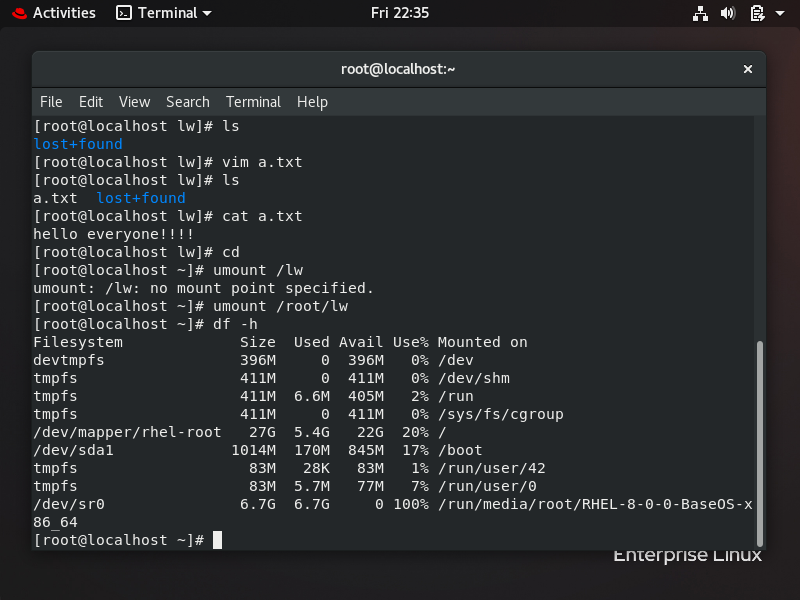 Activities Terminal Fri 22:35
root@localhost:~
File Edit View Search Terminal Help
[root@localhost lw]# ls
lost+found
[root@localhost lw]# vim a.txt
[root@localhost lw]# ls
a.txt  lost+found
[root@localhost lw]# cat a.txt
hello everyone!!!!
[root@localhost lw]# cd
[root@localhost ~]# umount /lw
umount: /lw: no mount point specified.
[root@localhost ~]# umount /root/lw
[root@localhost ~]# df -h
Filesystem             Size  Used Avail Use% Mounted on
devtmpfs               396M     0  396M   0% /dev
tmpfs                  411M     0  411M   0% /dev/shm
tmpfs                  411M  6.6M  405M   2% /run
tmpfs                  411M     0  411M   0% /sys/fs/cgroup
/dev/mapper/rhel-root   27G  5.4G   22G  20% /
/dev/sda1             1014M  170M  845M  17% /boot
tmpfs                   83M   28K   83M   1% /run/user/42
tmpfs                   83M  5.7M   77M   7% /run/user/0
/dev/sr0               6.7G  6.7G     0 100% /run/media/root/RHEL-8-0-0-BaseOS-x
86_64
[root@localhost ~]#
Enterprise Linux